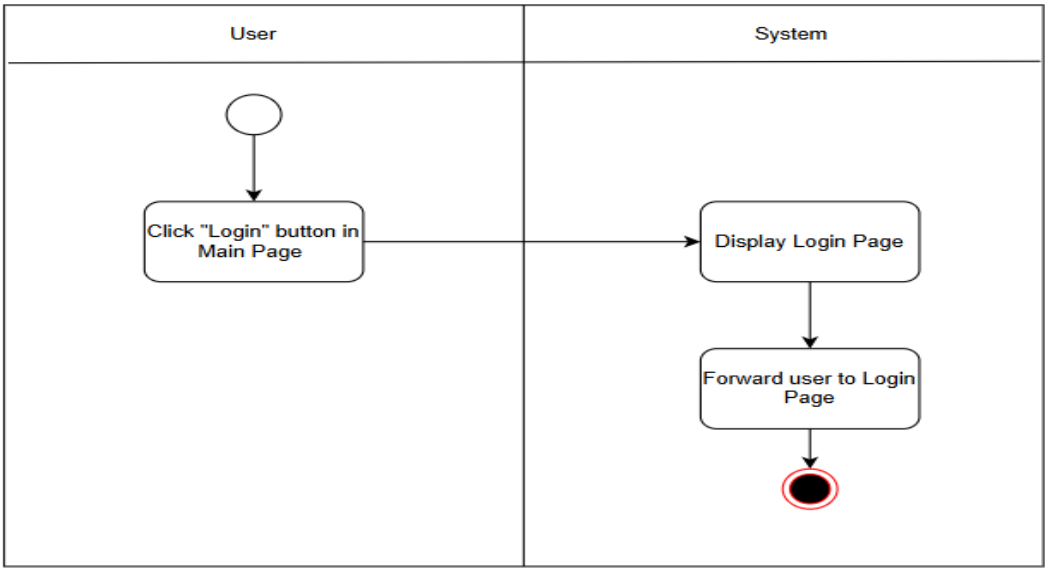 User
System
Click "Login" button in
Main Page
Display Login Page
Forward user to Login
Page